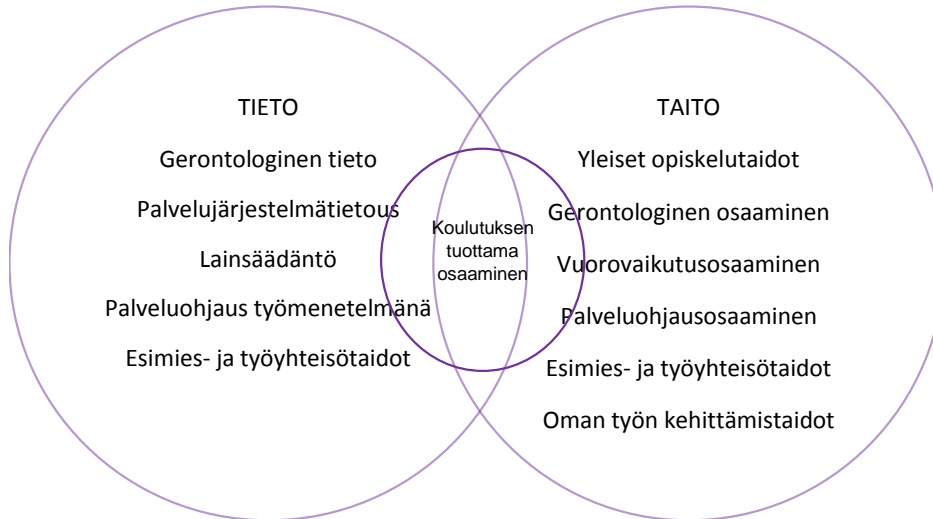 TIETO
Gerontologinen tieto
Palvelujärjestelmätietous
Lainsäädäntö
Palveluohjaus työmenetelmänä
Esimies- ja työyhteisötaidot
Koulutuksen
tuottama
osaaminen
TAITO
Yleiset opiskelutaidot
Gerontologinen osaaminen
Vuorovaikutusosaaminen
Palveluohjausosaaminen
Esimies- ja työyhteisötaidot
Oman työn kehittämistaidot